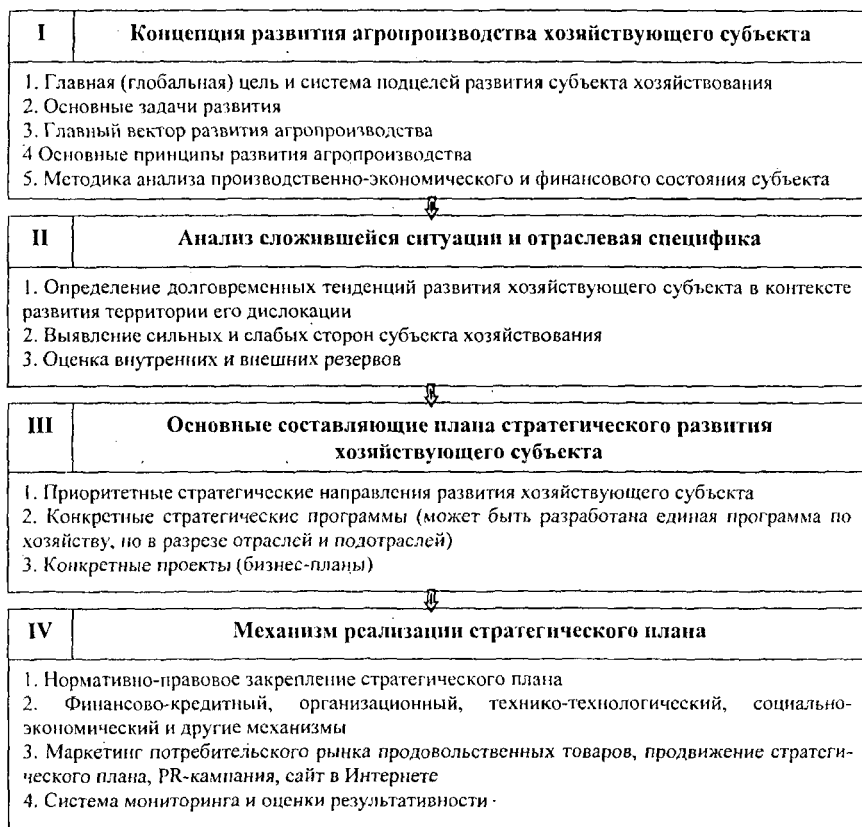 I Концепция развития агропроизводства хозяйствующего субъекта
1. Главная (глобальная) цель и система подцелей развития субъекта хозяйствования
2. Основные задачи развития
3. Главный вектор развития агропроизводства
4 Основные принципы развития агропроизводства
5. Методика анализа производственно-экономического и финансового состояния субъекта
II Анализ сложившейся ситуации и отраслевая специфика
1. Определение долговременных тенденций развития хозяйствующего субъекта в контексте
развития территории его дислокации
2. Выявление сильных и слабых сторон субъекта хозяйствования
3. Оценка внутренних и внешних резервов
III Основные составляющие плана стратегического развития
хозяйствующего субъекта
1. Приоритетные стратегические направления развития хозяйствующего субъекта
2. Конкретные стратегические программы (может быть разработана единая программа по
хозяйству, но в разрезе отраслей и подотраслей)
3. Конкретные проекты (бизнес-планы)
IV Механизм реализации стратегического плана
1. Нормативно-правовое закрепление стратегического плана
2. Финансово-кредитный, организационный, технико-технологический, социально-
экономический и другие механизмы
3. Маркетинг потребительского рынка продовольственных товаров, продвижение стратеги-
ческого плана, PR-кампания, сайт в Интернете
4. Система мониторинга и оценки результативности